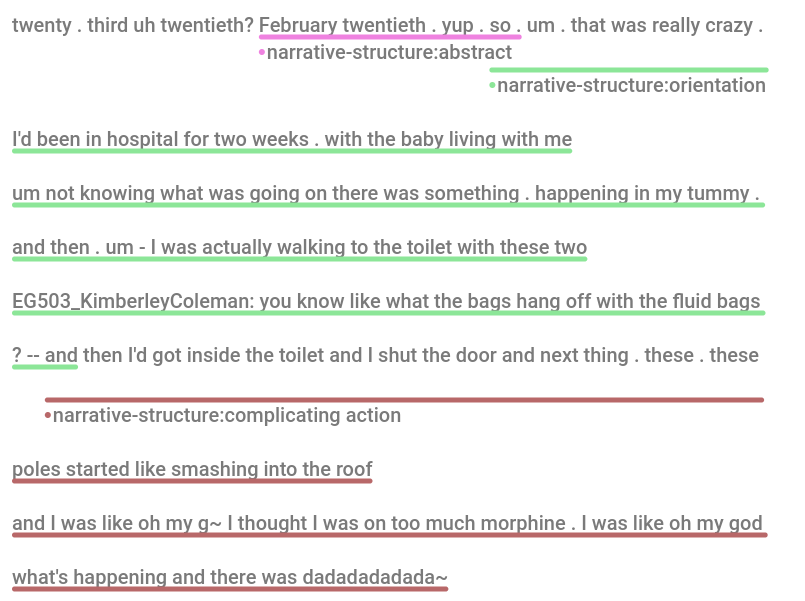 twenty . third uh twentieth? February twentieth . yup . so . um . that was really crazy .
•narrative-structure:abstract
•narrative-structure:orientation
I'd been in hospital for two weeks . with the baby living with me
um not knowing what was going on there was something . happening in my tummy .
and then . um - I was actually walking to the toilet with these two
EG503_KimberleyColeman: you know like what the bags hang off with the fluid bags
? -- and then I'd got inside the toilet and I shut the door and next thing . these . these
•narrative-structure:complicating action
poles started like smashing into the roof
and I was like oh my g~ I thought I was on too much morphine . I was like oh my god
what's happening and there was dadadadadada~